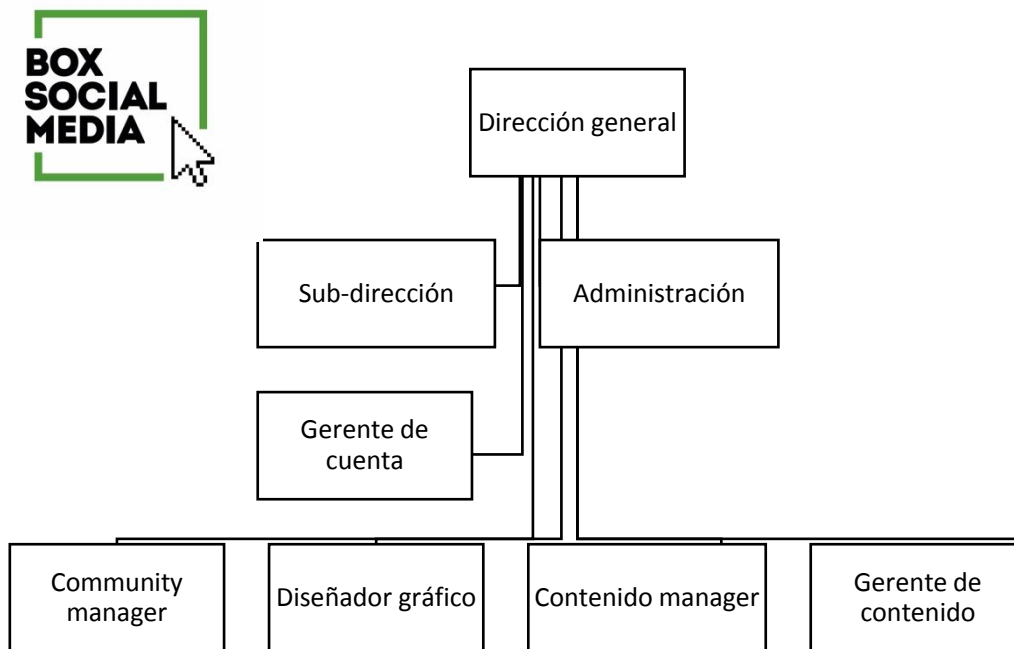 BOX
SOCIAL
MEDIA
Dirección general
Sub-dirección
Administración
Gerente de
cuenta
Community
manager
Diseñador gráfico
Contenido manager
Gerente de
contenido